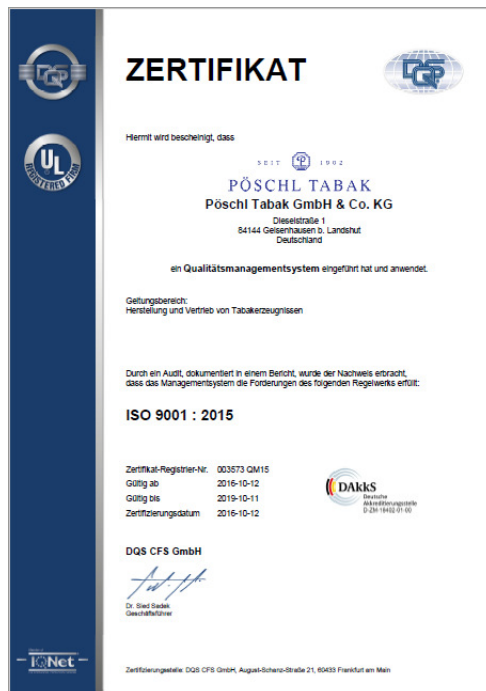 DQS
ZERTIFIKAT
DQS
UL
REGISTERED FIRM
Hiermit wird bescheinigt, dass
SEIT 1902
PÖSCHL TABAK
Pöschl Tabak GmbH & Co. KG
Dieselstraße 1
84144 Geisenhausen b. Landshut
Deutschland
ein Qualitätsmanagementsystem eingeführt hat und anwendet.
Geltungsbereich:
Herstellung und Vertrieb von Tabakerzeugnissen
Durch ein Audit, dokumentiert in einem Bericht, wurde der Nachweis erbracht,
dass das Managementsystem die Forderungen des folgenden Regelwerks erfüllt:
ISO 9001 : 2015
Zertifikat-Registrier-Nr. 003573 QM15
Gültig ab 2016-10-12
Gültig bis 2019-10-11
Zertifizierungsdatum 2016-10-12
DAkkS
Deutsche
Akkreditierungsstelle
D-ZM-16402-01-00
DQS CFS GmbH
Dr. Sied Sadek
Geschäftsführer
IQNet
Zertifizierungsstelle: DQS CFS GmbH, August-Schanz-Straße 21, 60433 Frankfurt am Main